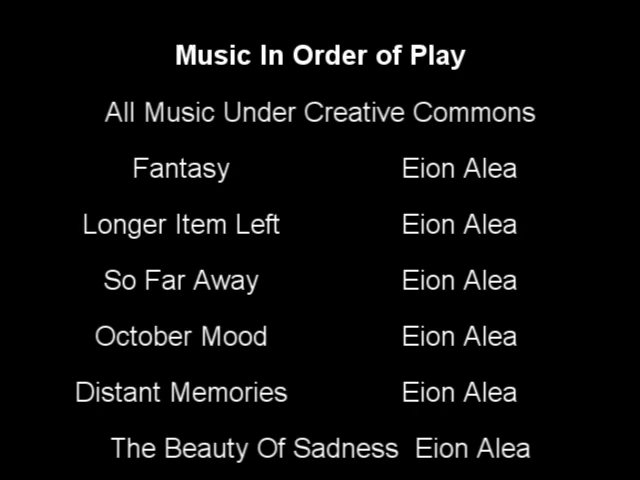 Music In Order of Play
All Music Under Creative Commons
Fantasy Eion Alea
Longer Item Left Eion Alea
So Far Away Eion Alea
October Mood Eion Alea
Distant Memories Eion Alea
The Beauty Of Sadness Eion Alea